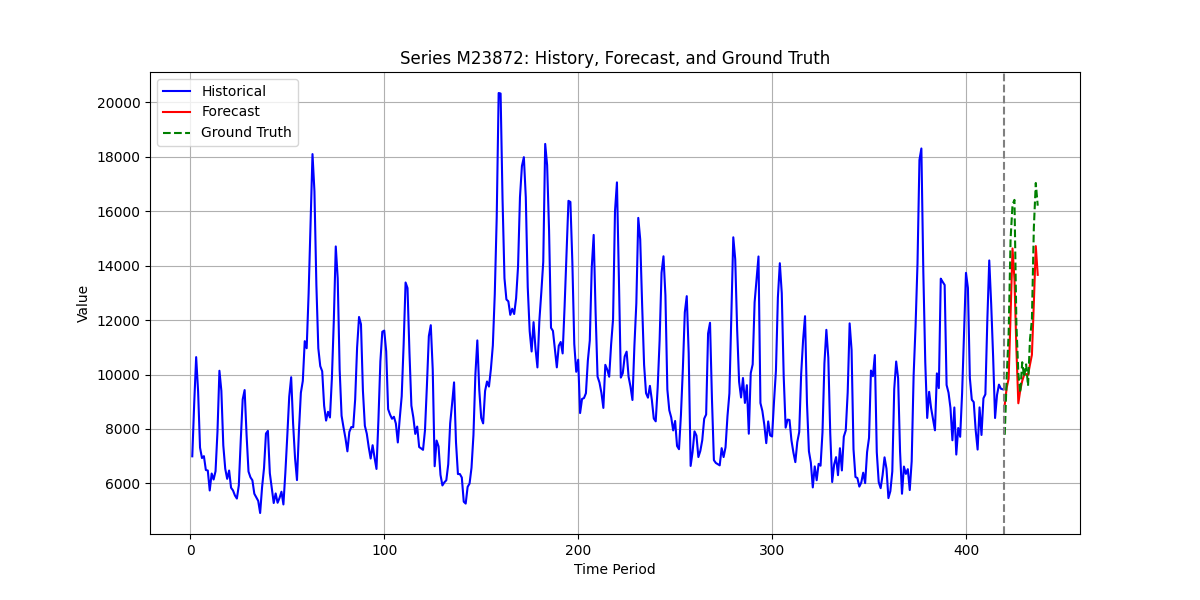 Series M23872: History, Forecast, and Ground Truth
Historical
Forecast
Ground Truth
20000
18000
16000
14000
12000
10000
8000
6000
Value
0 100 200 300 400
Time Period